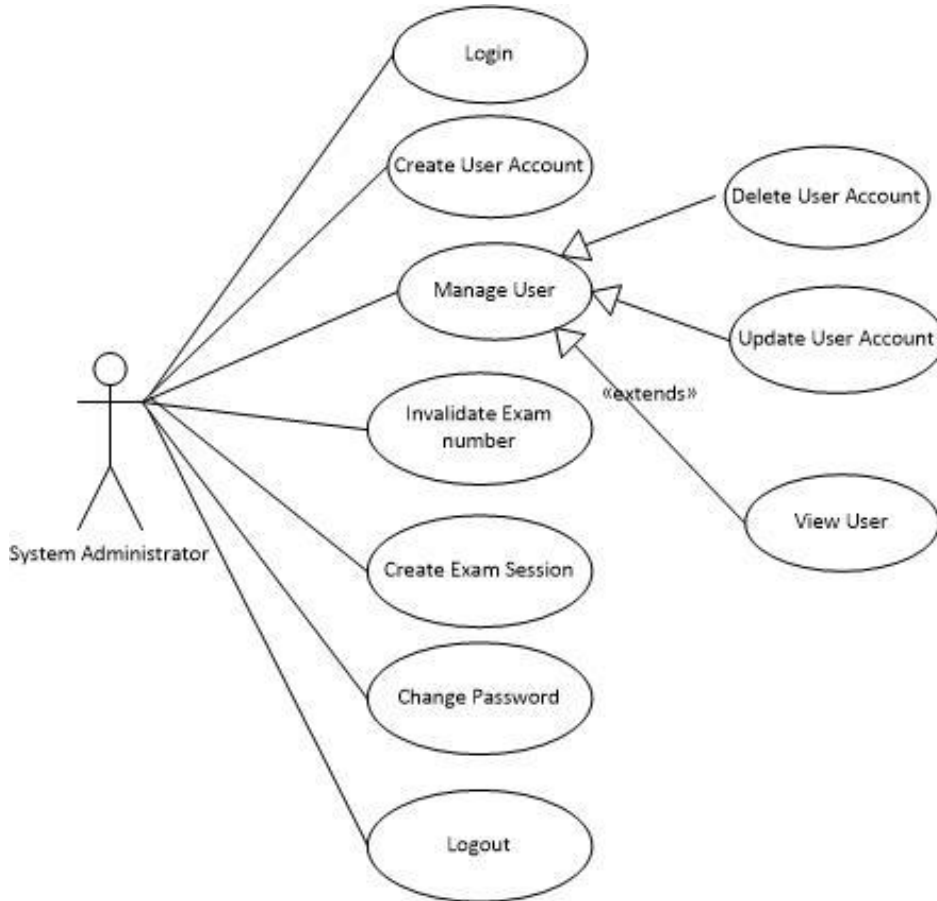 Login
Create User Account
Delete User Account
Manage User
Update User Account
«extends»
Invalidate Exam
number
View User
System Administrator
Create Exam Session
Change Password
Logout